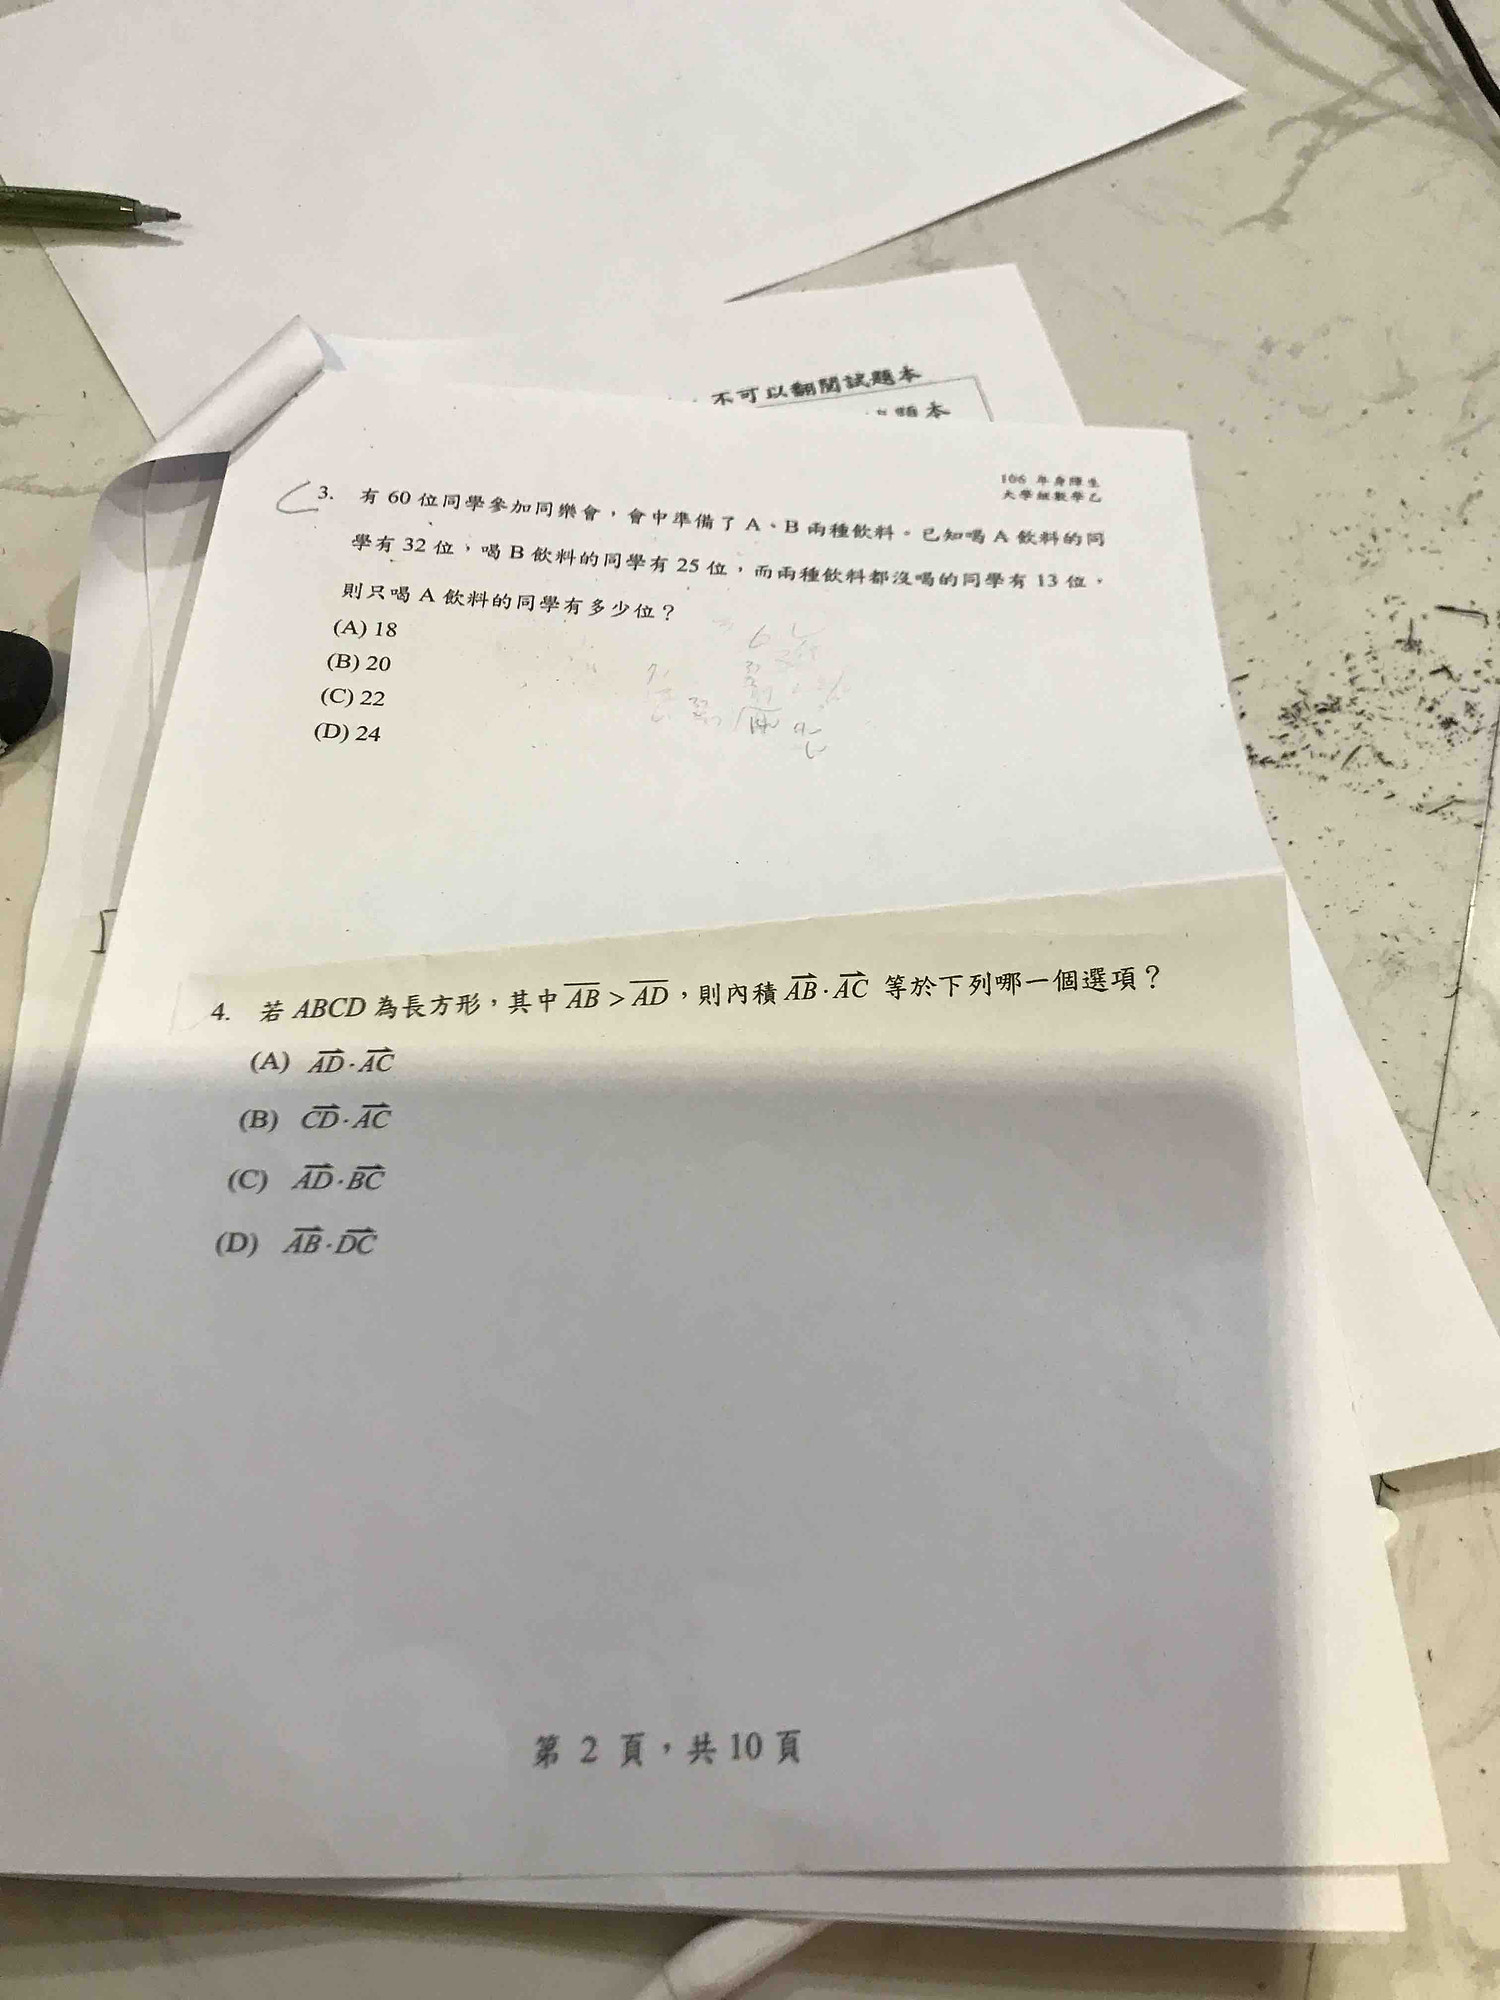 不可以翻閱試題本
本
106 年身障生
大學組數學乙
3. 有 60 位同學參加同樂會，會中準備了 A、B 兩種飲料。已知喝 A 飲料的同
學有 32 位，喝 B 飲料的同學有 25 位，而兩種飲料都沒喝的同學有 13 位，
則只喝 A 飲料的同學有多少位？
(A) 18
(B) 20
(C) 22
(D) 24
4. 若 ABCD 為長方形，其中 AB > AD，則內積 AB · AC 等於下列哪一個選項？
(A) AD · AC
(B) CD · AC
(C) AD · BC
(D) AB · DC
第 2 頁，共 10 頁